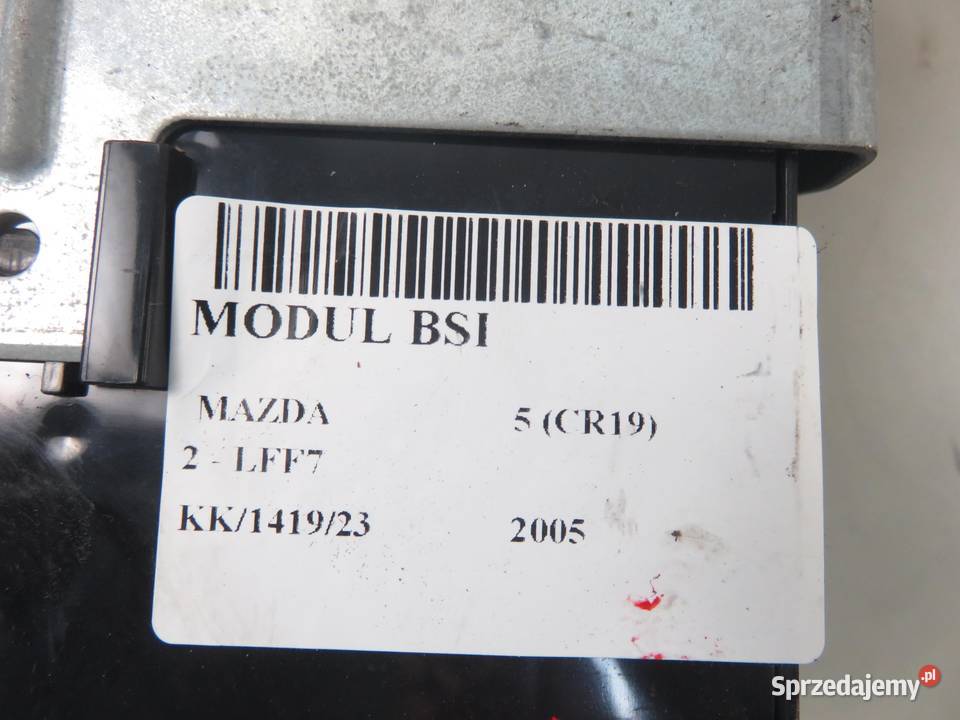 MODUL BSI
MAZDA 5 (CR19)
2 - LFF7
KK/1419/23 2005
Sprzedajemy.pl